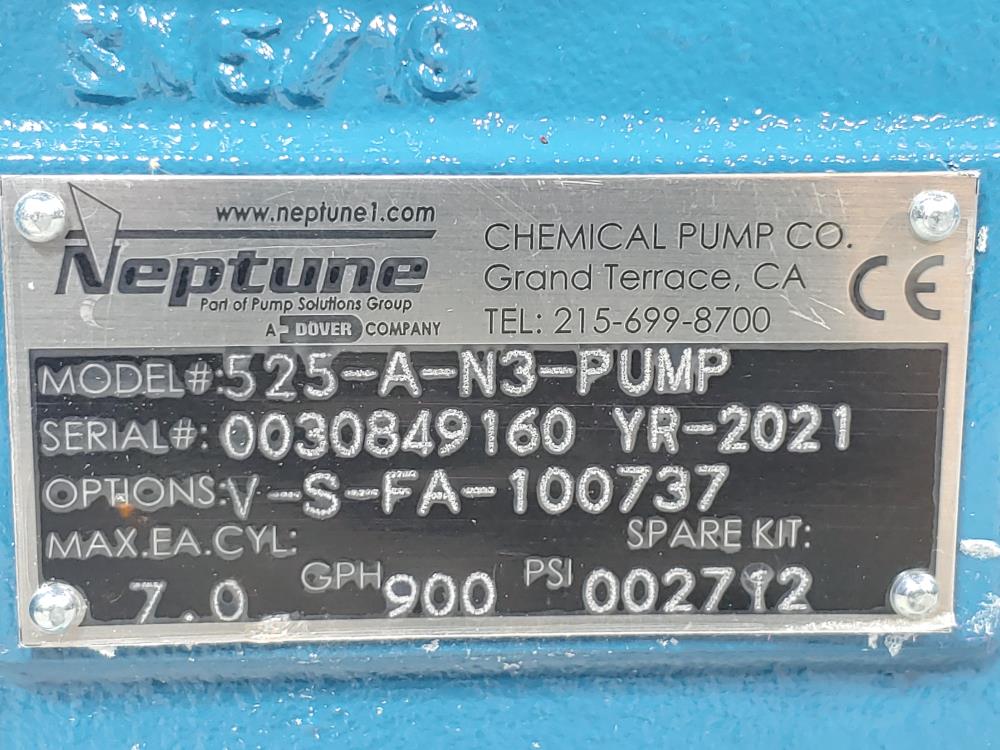 www.neptune1.com
Neptune
Part of Pump Solutions Group
A DOVER COMPANY
CHEMICAL PUMP CO.
Grand Terrace, CA
TEL: 215-699-8700
CE
MODEL#:525-A-N3-PUMP
SERIAL#: 0030849160 YR-2021
OPTIONS:V-S-FA-100737
MAX.EA.CYL: SPARE KIT:
7.0 GPH 900 PSI 002712